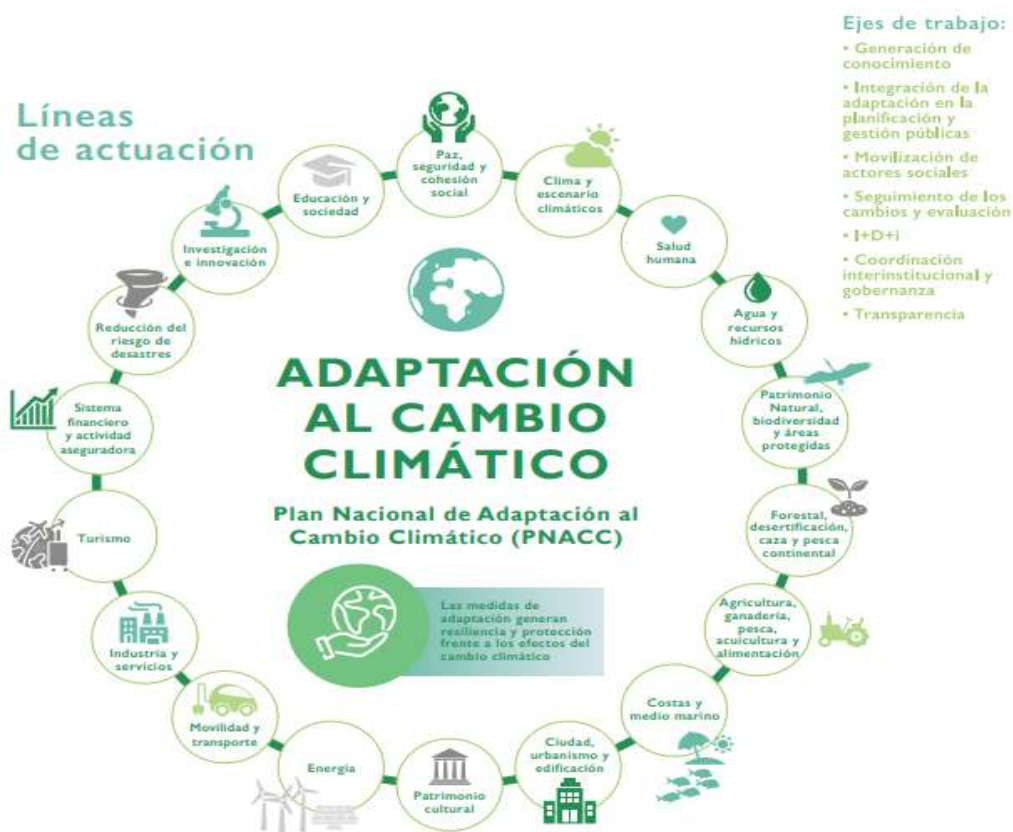 Líneas
de actuación
Paz,
seguridad y
cohesión
social
Clima y
escenario
climáticos
Salud
humana
Agua y
recursos
hídricos
Patrimonio
Natural,
biodiversidad
y áreas
protegidas
Forestal,
desertificación,
caza y pesca
continental
Agricultura,
ganadería,
pesca,
acuicultura y
alimentación
Costas y
medio marino
Ciudad,
urbanismo y
edificación
Patrimonio
cultural
Energía
Movilidad y
transporte
Industria y
servicios
Turismo
Sistema
financiero
y actividad
aseguradora
Reducción del
riesgo de
desastres
Investigación
e innovación
Educación y
sociedad
ADAPTACIÓN
AL CAMBIO
CLIMÁTICO
Plan Nacional de Adaptación al
Cambio Climático (PNACC)
Las medidas de
adaptación generan
resiliencia y protección
frente a los efectos del
cambio climático
Ejes de trabajo:
• Generación de
conocimiento
• Integración de la
adaptación en la
planificación y
gestión públicas
• Movilización de
actores sociales
• Seguimiento de los
cambios y evaluación
• I+D+i
• Coordinación
interinstitucional y
gobernanza
• Transparencia